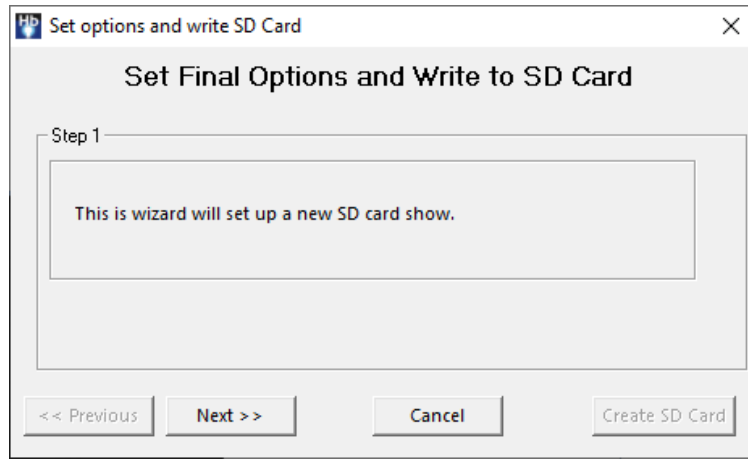 Hb
Set options and write SD Card
Set Final Options and Write to SD Card
Step 1
This is wizard will set up a new SD card show.
<< Previous
Next >>
Cancel
Create SD Card